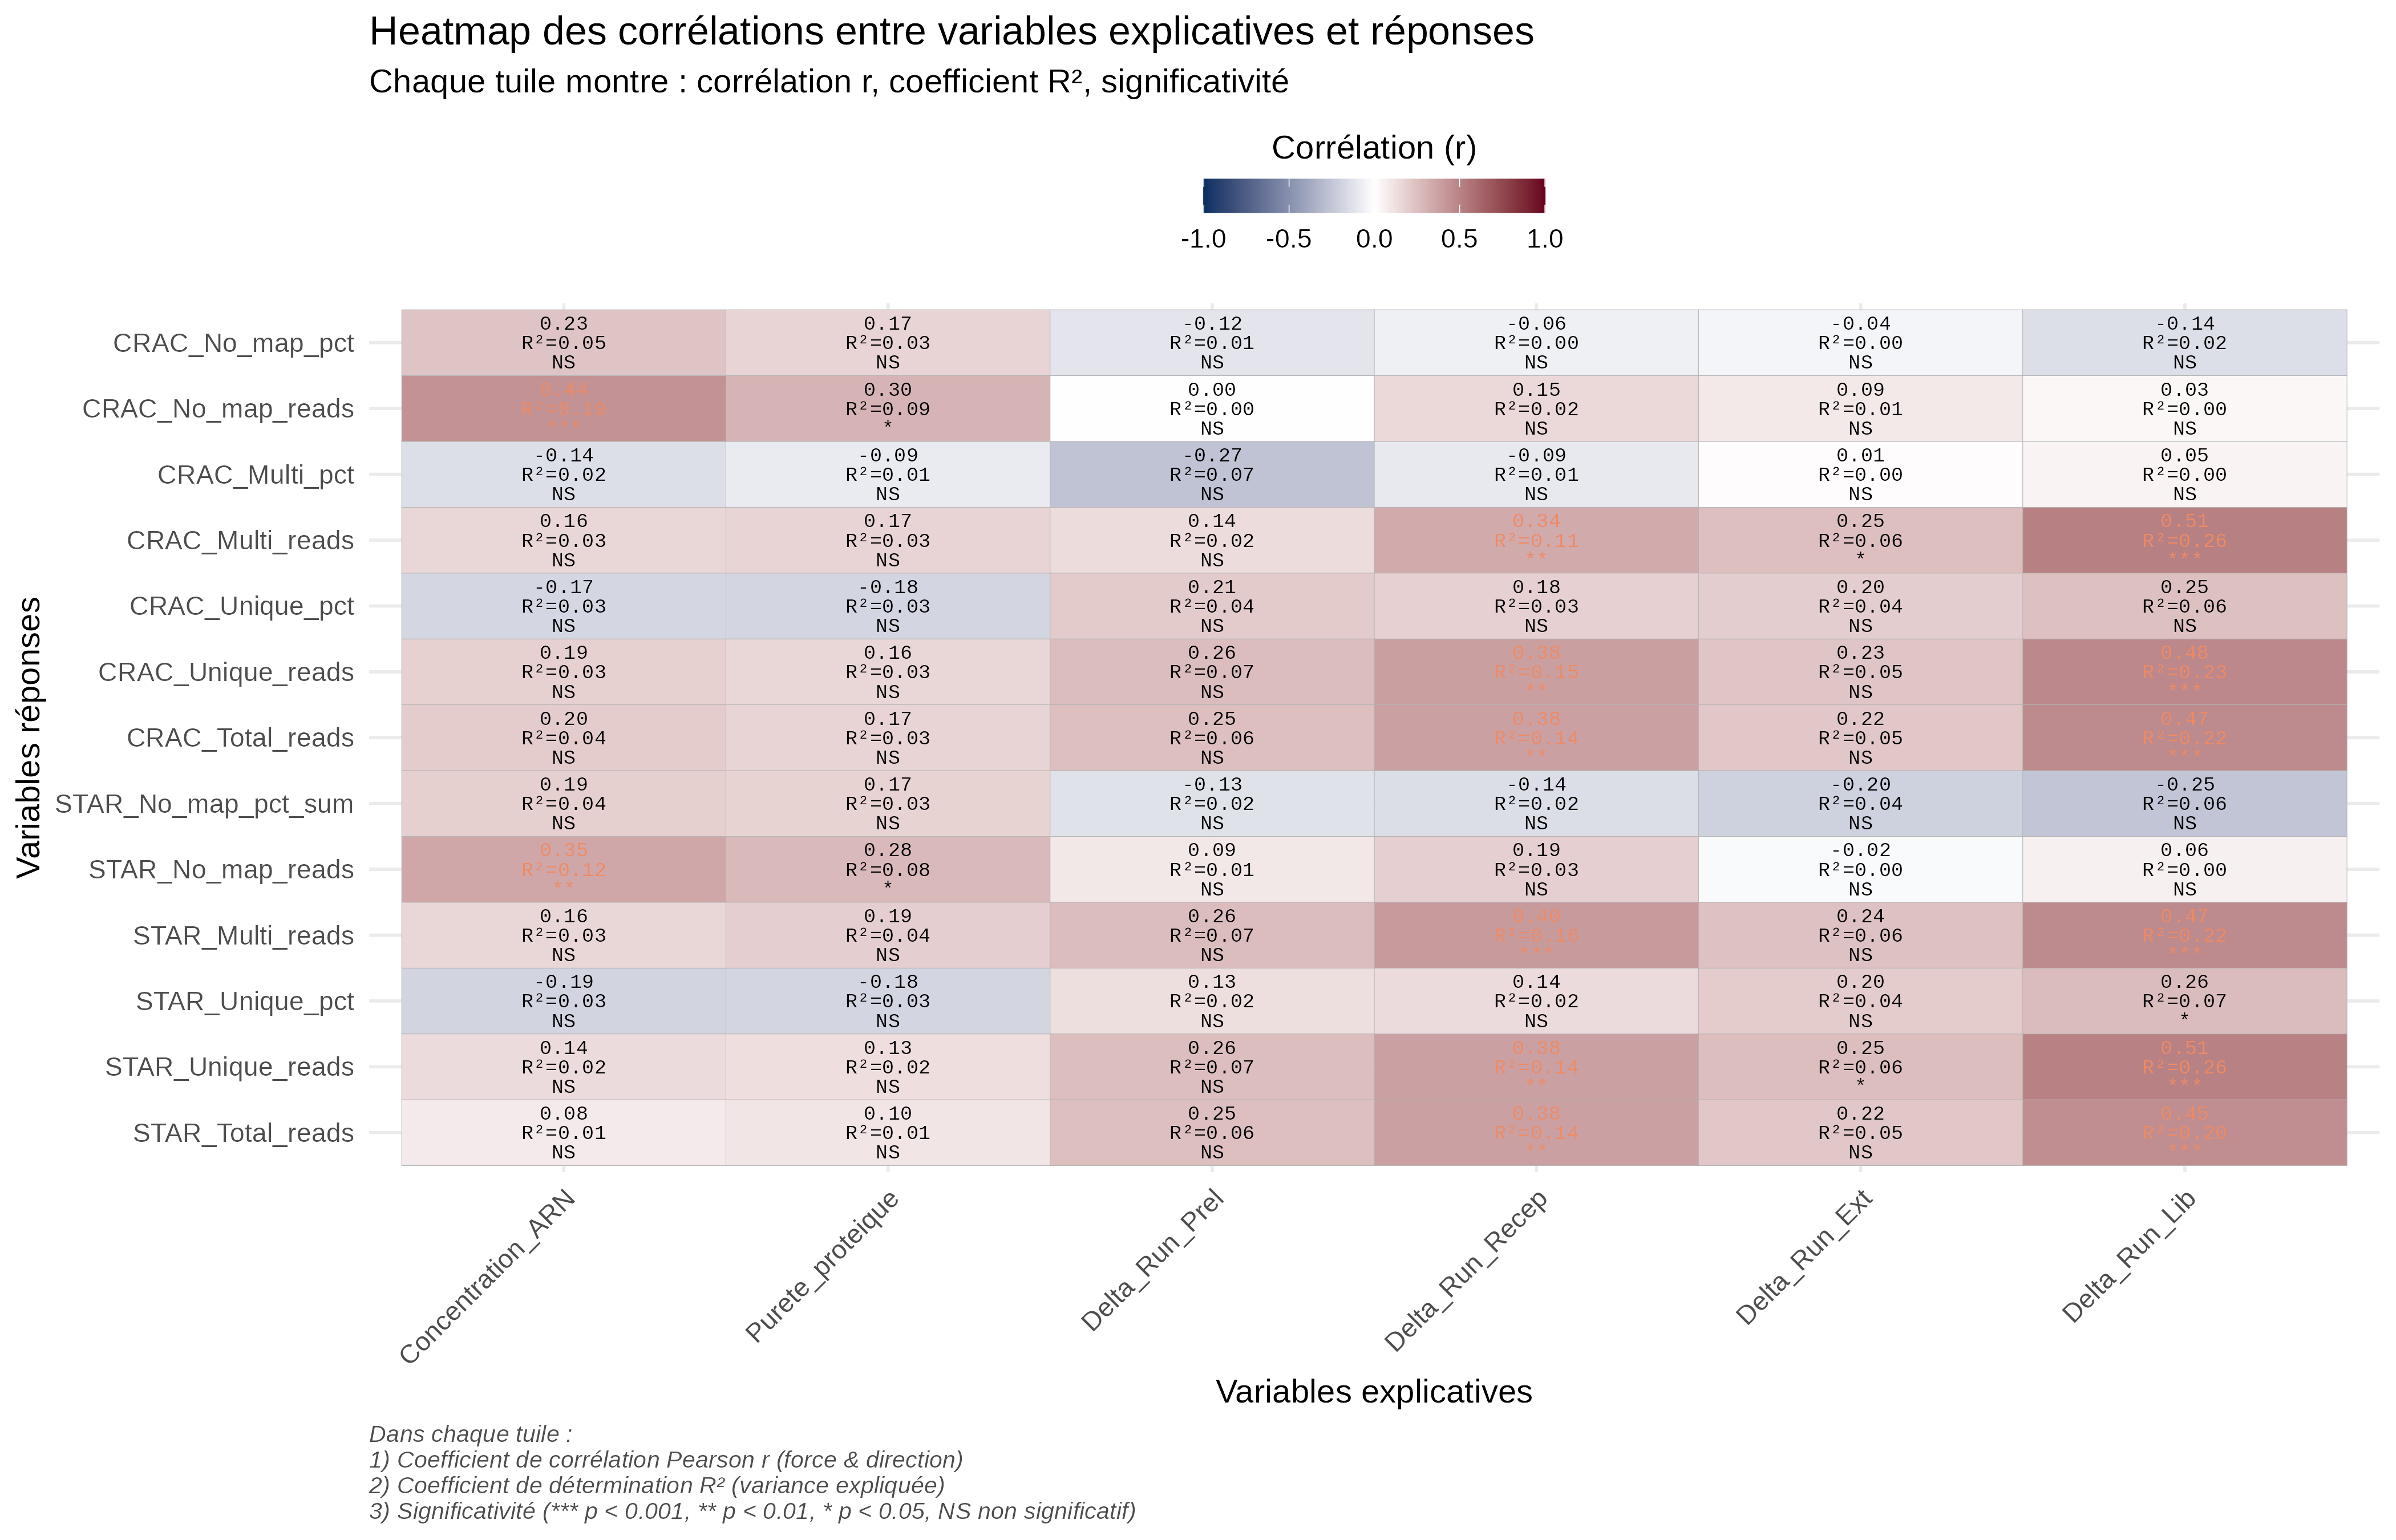 Heatmap des corrélations entre variables explicatives et réponses
Chaque tuile montre : corrélation r, coefficient R², significativité
Corrélation (r)
-1.0 -0.5 0.0 0.5 1.0
Variables réponses
CRAC_No_map_pct
0.23 0.17 -0.12 -0.06 -0.04 -0.14
R²=0.05 R²=0.03 R²=0.01 R²=0.00 R²=0.00 R²=0.02
NS NS NS NS NS NS
CRAC_No_map_reads
0.44 0.30 0.00 0.15 0.09 0.03
R²=0.19 R²=0.09 R²=0.00 R²=0.02 R²=0.01 R²=0.00
*** * NS NS NS NS
CRAC_Multi_pct
-0.14 -0.09 -0.27 -0.09 0.01 0.05
R²=0.02 R²=0.01 R²=0.07 R²=0.01 R²=0.00 R²=0.00
NS NS NS NS NS NS
CRAC_Multi_reads
0.16 0.17 0.14 0.34 0.25 0.51
R²=0.03 R²=0.03 R²=0.02 R²=0.11 R²=0.06 R²=0.26
NS NS NS ** * ***
CRAC_Unique_pct
-0.17 -0.18 0.21 0.18 0.20 0.25
R²=0.03 R²=0.03 R²=0.04 R²=0.03 R²=0.04 R²=0.06
NS NS NS NS NS NS
CRAC_Unique_reads
0.19 0.16 0.26 0.38 0.23 0.48
R²=0.03 R²=0.03 R²=0.07 R²=0.15 R²=0.05 R²=0.23
NS NS NS ** NS ***
CRAC_Total_reads
0.20 0.17 0.25 0.38 0.22 0.47
R²=0.04 R²=0.03 R²=0.06 R²=0.14 R²=0.05 R²=0.22
NS NS NS ** NS ***
STAR_No_map_pct_sum
0.19 0.17 -0.13 -0.14 -0.20 -0.25
R²=0.04 R²=0.03 R²=0.02 R²=0.02 R²=0.04 R²=0.06
NS NS NS NS NS NS
STAR_No_map_reads
0.35 0.28 0.09 0.19 -0.02 0.06
R²=0.12 R²=0.08 R²=0.01 R²=0.03 R²=0.00 R²=0.00
** * NS NS NS NS
STAR_Multi_reads
0.16 0.19 0.26 0.40 0.24 0.47
R²=0.03 R²=0.04 R²=0.07 R²=0.16 R²=0.06 R²=0.22
NS NS NS *** NS ***
STAR_Unique_pct
-0.19 -0.18 0.13 0.14 0.20 0.26
R²=0.03 R²=0.03 R²=0.02 R²=0.02 R²=0.04 R²=0.07
NS NS NS NS NS *
STAR_Unique_reads
0.14 0.13 0.26 0.38 0.25 0.51
R²=0.02 R²=0.02 R²=0.07 R²=0.14 R²=0.06 R²=0.26
NS NS NS ** * ***
STAR_Total_reads
0.08 0.10 0.25 0.38 0.22 0.45
R²=0.01 R²=0.01 R²=0.06 R²=0.14 R²=0.05 R²=0.20
NS NS NS ** NS ***
Concentration_ARN Purete_proteique Delta_Run_Prel Delta_Run_Recep Delta_Run_Ext Delta_Run_Lib
Variables explicatives
Dans chaque tuile :
1) Coefficient de corrélation Pearson r (force & direction)
2) Coefficient de détermination R² (variance expliquée)
3) Significativité (*** p < 0.001, ** p < 0.01, * p < 0.05, NS non significatif)